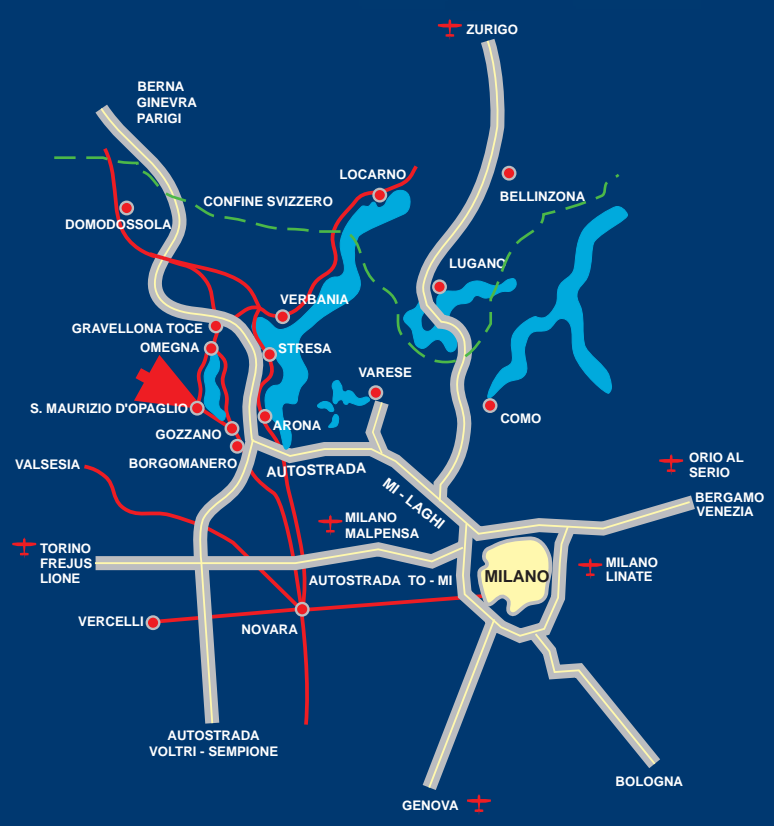 ZURIGO
BERNA
GINEVRA
PARIGI
LOCARNO
BELLINZONA
CONFINE SVIZZERO
DOMODOSSOLA
LUGANO
VERBANIA
GRAVELLONA TOCE
OMEGNA
STRESA
VARESE
S. MAURIZIO D'OPAGLIO
COMO
ARONA
GOZZANO
BORGOMANERO
VALSESIA
AUTOSTRADA
MI - LAGHI
ORIO AL
SERIO
BERGAMO
VENEZIA
MILANO
MALPENSA
TORINO
FREJUS
LIONE
AUTOSTRADA TO - MI
MILANO
MILANO
LINATE
VERCELLI
NOVARA
AUTOSTRADA
VOLTRI - SEMPIONE
BOLOGNA
GENOVA